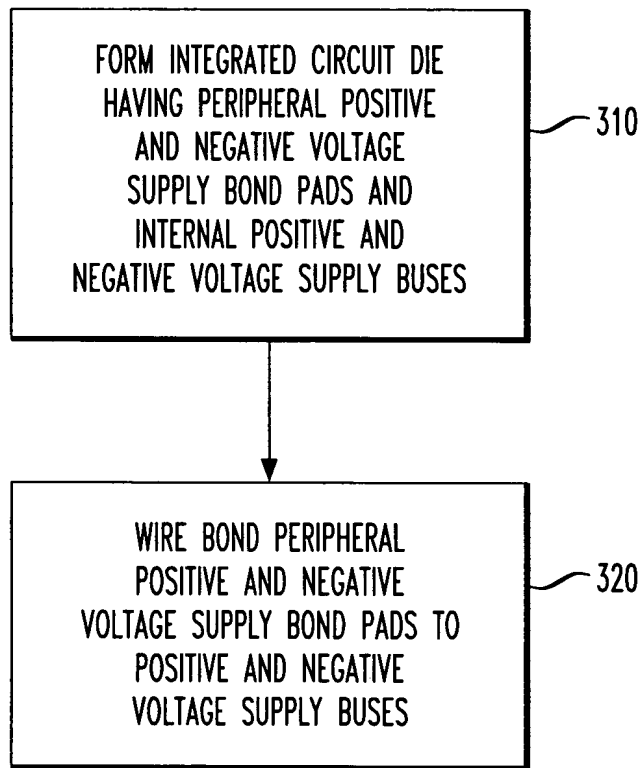 FORM INTEGRATED CIRCUIT DIE
HAVING PERIPHERAL POSITIVE
AND NEGATIVE VOLTAGE
SUPPLY BOND PADS AND
INTERNAL POSITIVE AND
NEGATIVE VOLTAGE SUPPLY BUSES
310
WIRE BOND PERIPHERAL
POSITIVE AND NEGATIVE
VOLTAGE SUPPLY BOND PADS TO
POSITIVE AND NEGATIVE
VOLTAGE SUPPLY BUSES
320